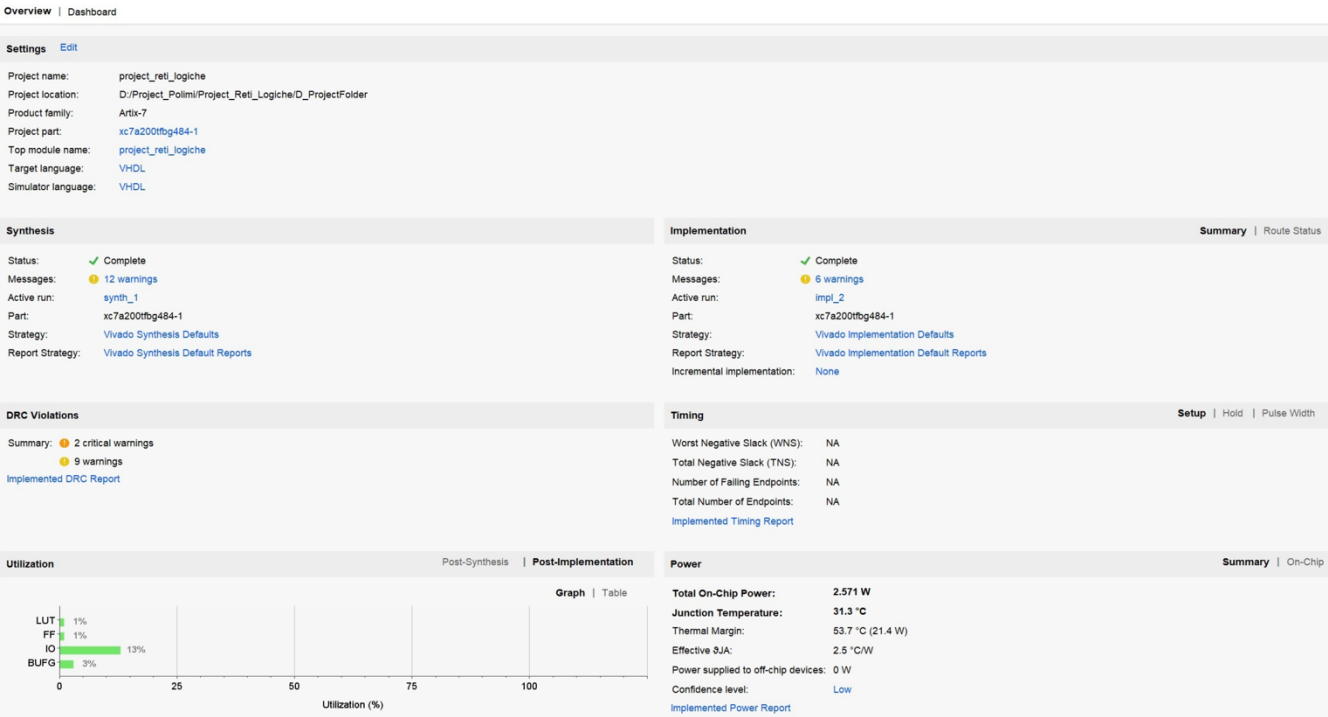 Overview | Dashboard
Settings Edit
Project name: project_reti_logiche
Project location: D:/Project_Polimi/Project_Reti_Logiche/D_ProjectFolder
Product family: Artix-7
Project part: xc7a200tfbg484-1
Top module name: project_reti_logiche
Target language: VHDL
Simulator language: VHDL
Synthesis
Status: Complete
Messages: 12 warnings
Active run: synth_1
Part: xc7a200tfbg484-1
Strategy: Vivado Synthesis Defaults
Report Strategy: Vivado Synthesis Default Reports
Implementation Summary | Route Status
Status: Complete
Messages: 6 warnings
Active run: impl_2
Part: xc7a200tfbg484-1
Strategy: Vivado Implementation Defaults
Report Strategy: Vivado Implementation Default Reports
Incremental implementation: None
DRC Violations
Summary: 2 critical warnings
9 warnings
Implemented DRC Report
Timing Setup | Hold | Pulse Width
Worst Negative Slack (WNS): NA
Total Negative Slack (TNS): NA
Number of Failing Endpoints: NA
Total Number of Endpoints: NA
Implemented Timing Report
Utilization Post-Synthesis | Post-Implementation
Graph | Table
LUT 1%
FF 1%
IO 13%
BUFG 3%
0 25 50 75 100
Utilization (%)
Power Summary | On-Chip
Total On-Chip Power: 2.571 W
Junction Temperature: 31.3 °C
Thermal Margin: 53.7 °C (21.4 W)
Effective ϑJA: 2.5 °C/W
Power supplied to off-chip devices: 0 W
Confidence level: Low
Implemented Power Report